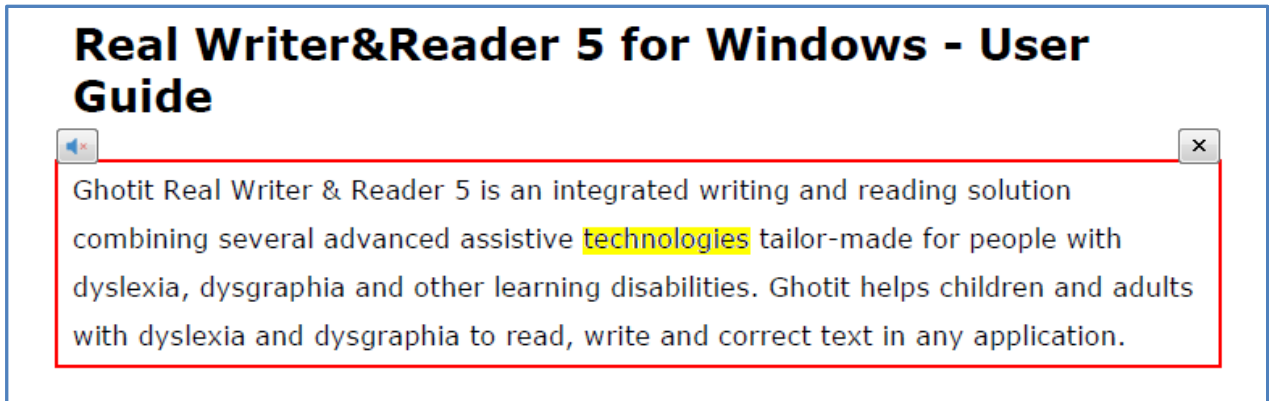 Real Writer&Reader 5 for Windows - User
Guide
Ghotit Real Writer & Reader 5 is an integrated writing and reading solution
combining several advanced assistive technologies tailor-made for people with
dyslexia, dysgraphia and other learning disabilities. Ghotit helps children and adults
with dyslexia and dysgraphia to read, write and correct text in any application.